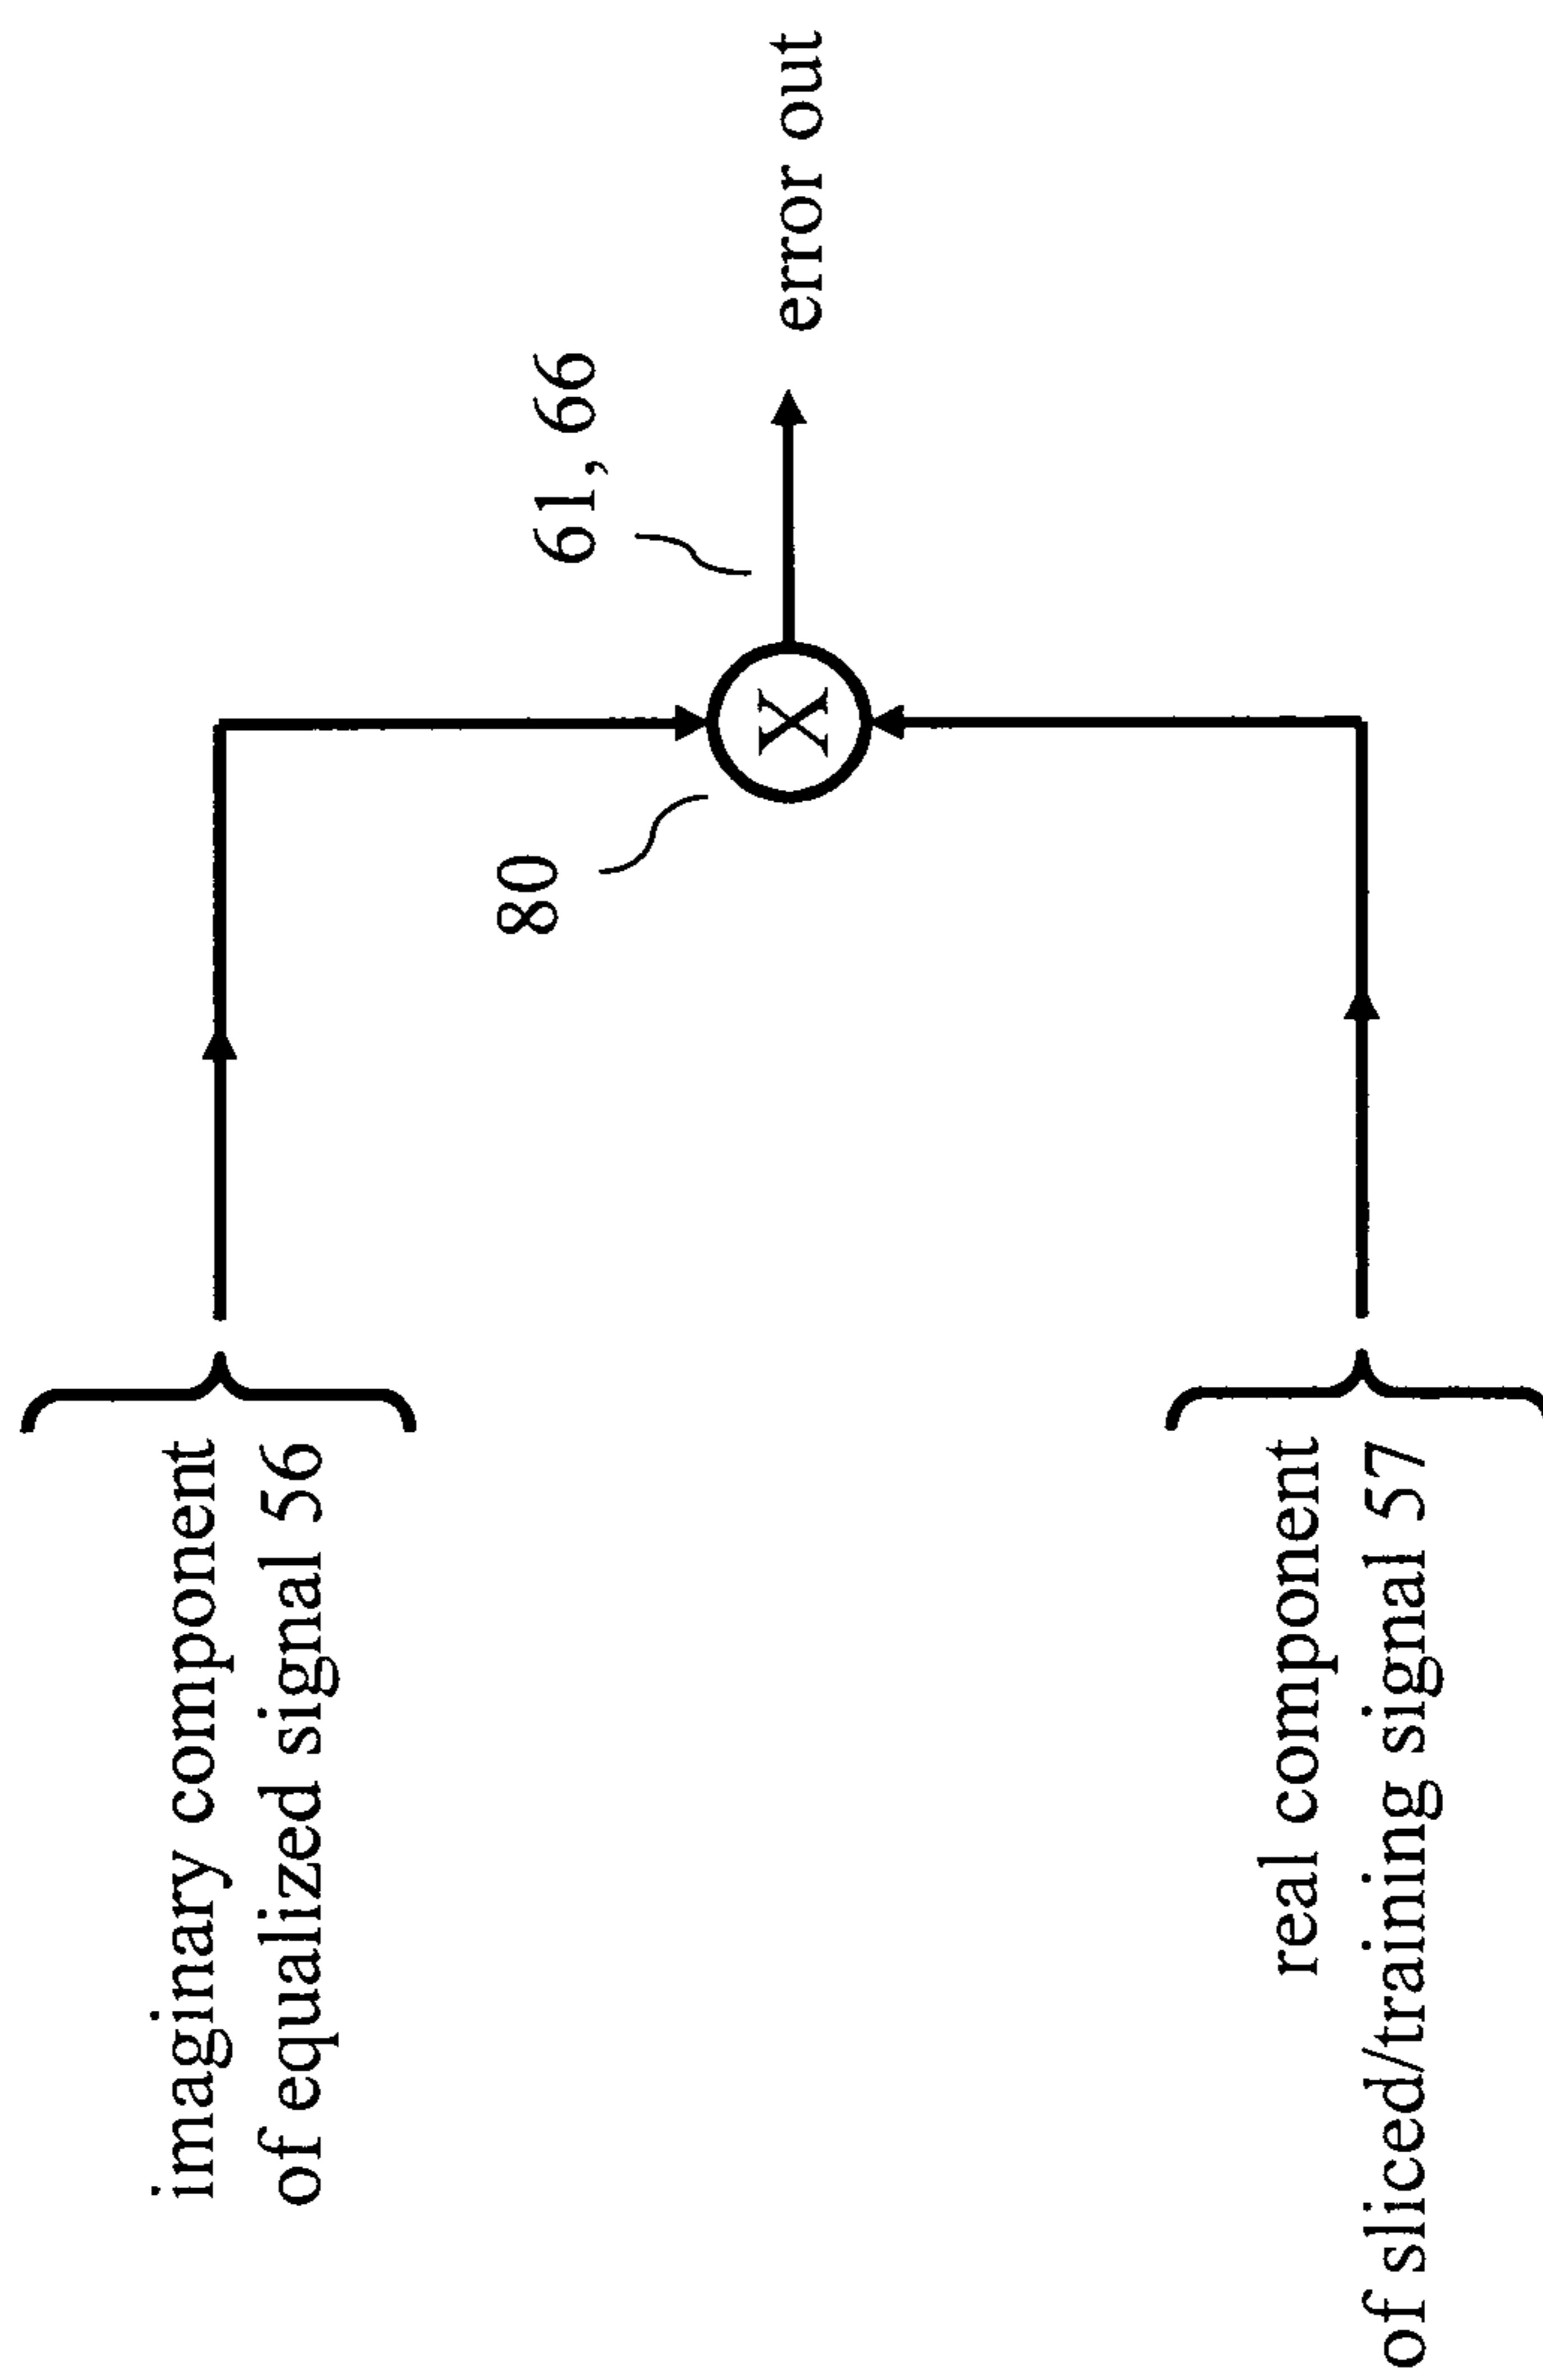 imaginary component
of equalized signal 56
80
X
61, 66
error out
real component
of sliced/training signal 57